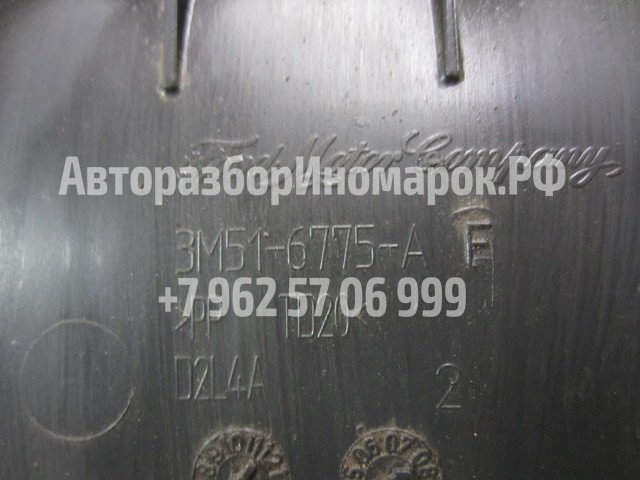 Ford Motor Company
АвторазборИномарок.РФ
3M51-6775-A F
+7 962 57 06 999
>PP TD20<
D2L4A 2